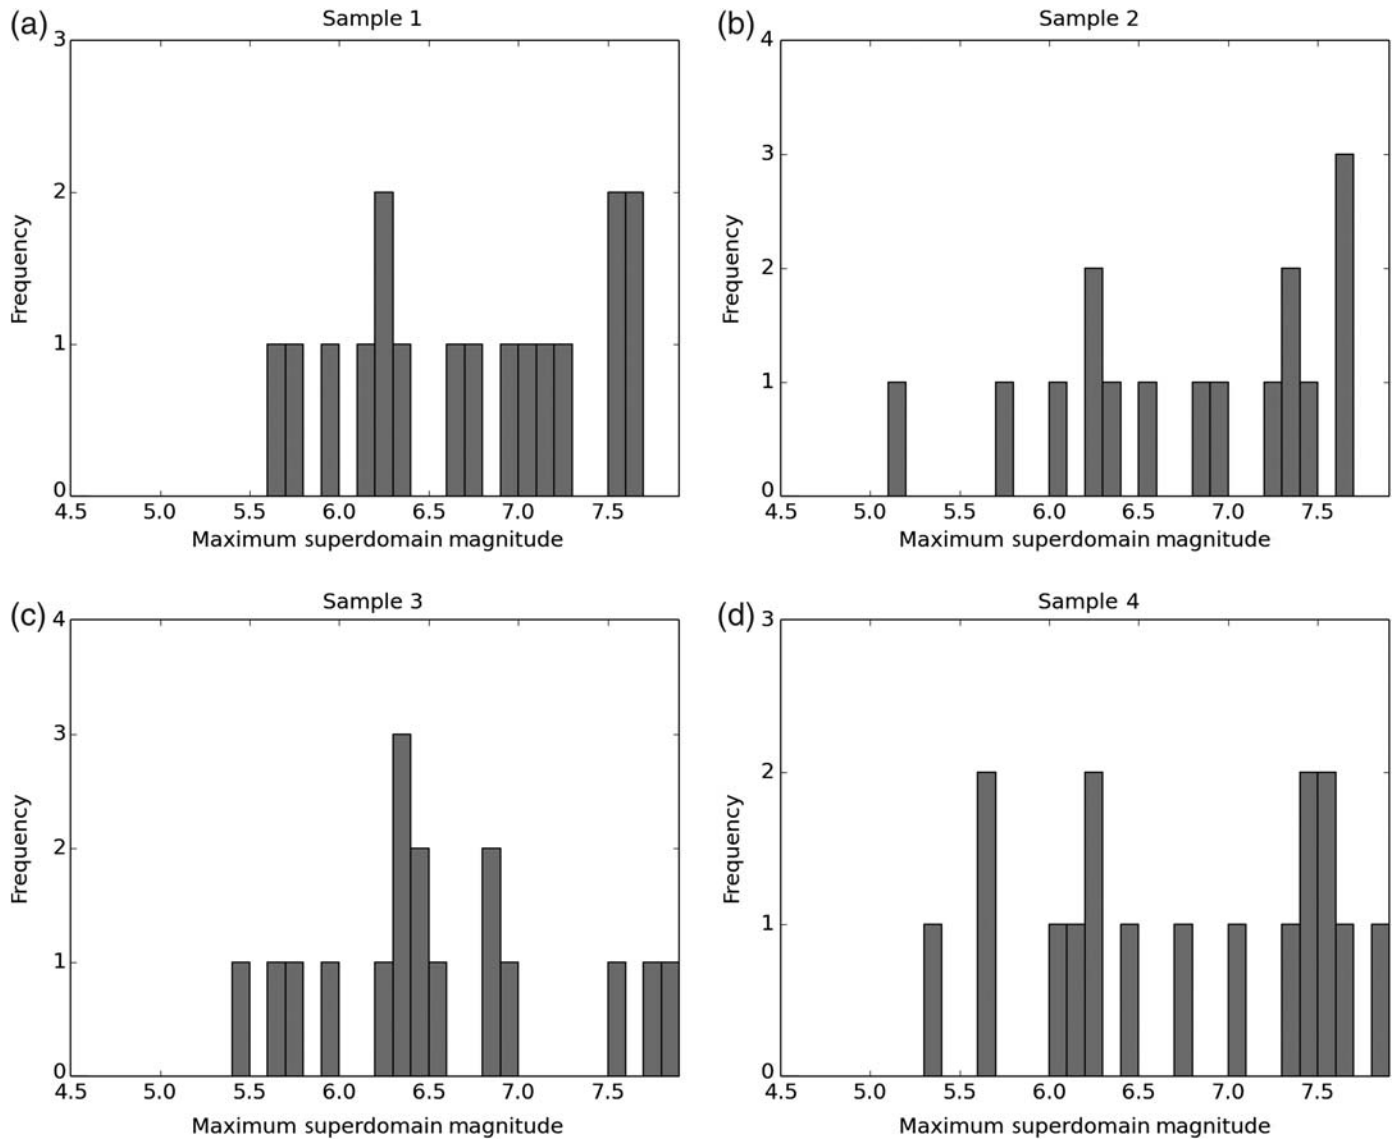 (a)
Sample 1
3
2
1
0
Frequency
4.5 5.0 5.5 6.0 6.5 7.0 7.5
Maximum superdomain magnitude
(b)
Sample 2
4
3
2
1
0
Frequency
4.5 5.0 5.5 6.0 6.5 7.0 7.5
Maximum superdomain magnitude
(c)
Sample 3
4
3
2
1
0
Frequency
4.5 5.0 5.5 6.0 6.5 7.0 7.5
Maximum superdomain magnitude
(d)
Sample 4
3
2
1
0
Frequency
4.5 5.0 5.5 6.0 6.5 7.0 7.5
Maximum superdomain magnitude